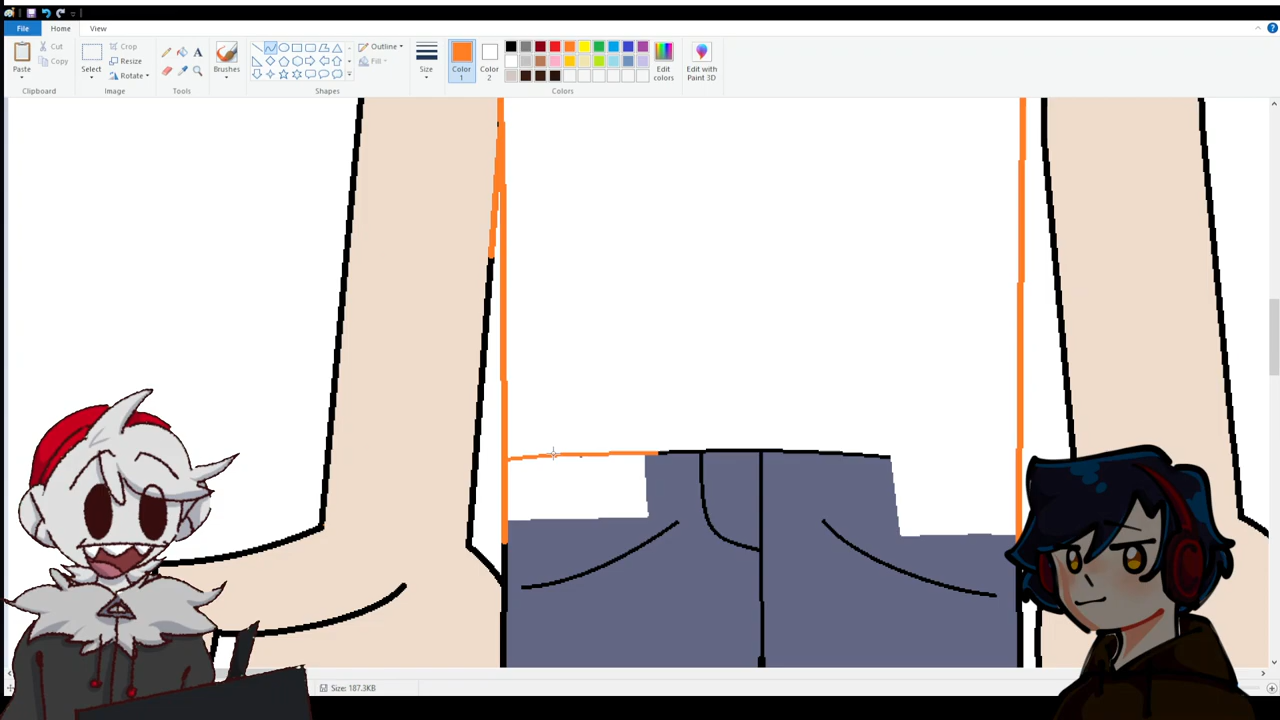 File Home View
Paste
Cut
Copy
Clipboard
Select
Crop
Resize
Rotate
Image
A
Tools
Brushes
Outline
Fill
Shapes
Size
Color 1
Color 2
Edit colors
Colors
Edit with Paint 3D
Size: 187.3KB